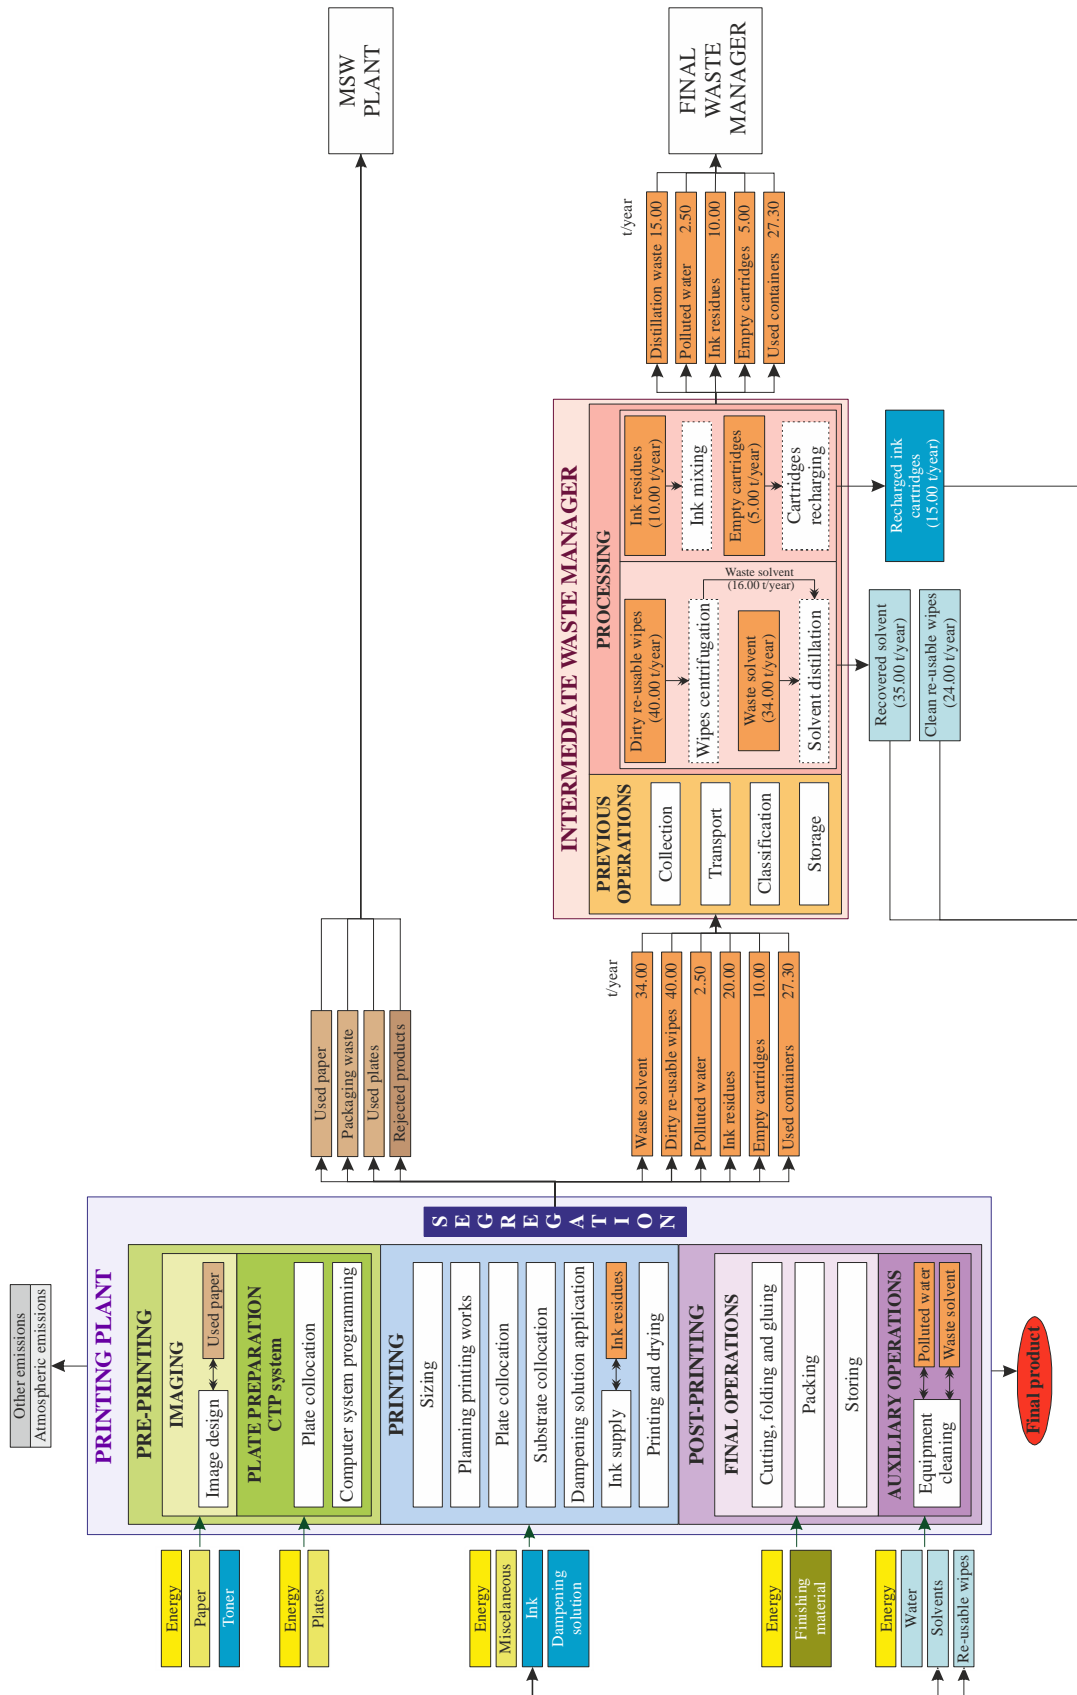 Other emissions
Atmospheric emissions
PRINTING PLANT
Energy
Paper
Toner
PRE-PRINTING
IMAGING
Image design
Used paper
Energy
Plates
PLATE PREPARATION
CTP system
Plate collocation
Computer system programming
Energy
Miscelaneous
Ink
Dampening
solution
PRINTING
Sizing
Planning printing works
Plate collocation
Substrate collocation
Dampening solution application
Ink supply
Ink residues
Printing and drying
Energy
Finishing
material
POST-PRINTING
FINAL OPERATIONS
Cutting, folding and gluing
Packing
Storing
Energy
Water
Solvents
Re-usable wipes
AUXILIARY OPERATIONS
Equipment
cleaning
Polluted water
Waste solvent
Final product
SEGREGATION
Used paper
Packaging waste
Used plates
Rejected products
MSW
PLANT
t/year
Waste solvent 34.00
Dirty re-usable wipes 40.00
Polluted water 2.50
Ink residues 20.00
Empty cartridges 10.00
Used containers 27.30
INTERMEDIATE WASTE MANAGER
PREVIOUS
OPERATIONS
Collection
Transport
Classification
Storage
PROCESSING
Dirty re-usable wipes
(40.00 t/year)
Wipes centrifugation
Waste solvent
(16.00 t/year)
Waste solvent
(34.00 t/year)
Solvent distillation
Ink residues
(10.00 t/year)
Ink mixing
Empty cartridges
(5.00 t/year)
Cartridges
recharging
Recovered solvent
(35.00 t/year)
Clean re-usable wipes
(24.00 t/year)
Recharged ink
cartridges
(15.00 t/year)
t/year
Distillation waste 15.00
Polluted water 2.50
Ink residues 10.00
Empty cartridges 5.00
Used containers 27.30
FINAL
WASTE
MANAGER